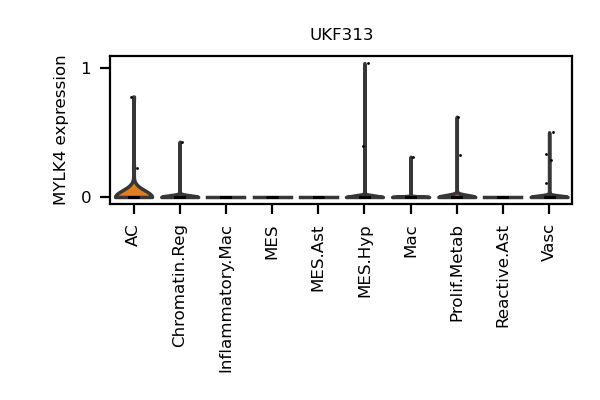 UKF313
MYLK4 expression
1
0
AC
Chromatin.Reg
Inflammatory.Mac
MES
MES.Ast
MES.Hyp
Mac
Prolif.Metab
Reactive.Ast
Vasc